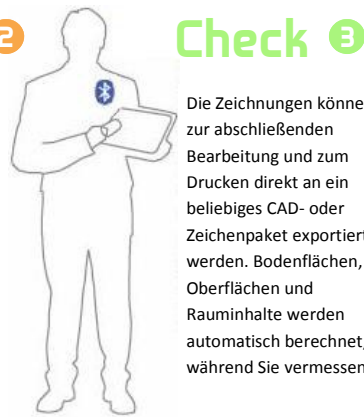 2
Check 3
Die Zeichnungen könne
zur abschließenden
Bearbeitung und zum
Drucken direkt an ein
beliebiges CAD- oder
Zeichenpaket exportiert
werden. Bodenflächen,
Oberflächen und
Rauminhalte werden
automatisch berechnet,
während Sie vermessen